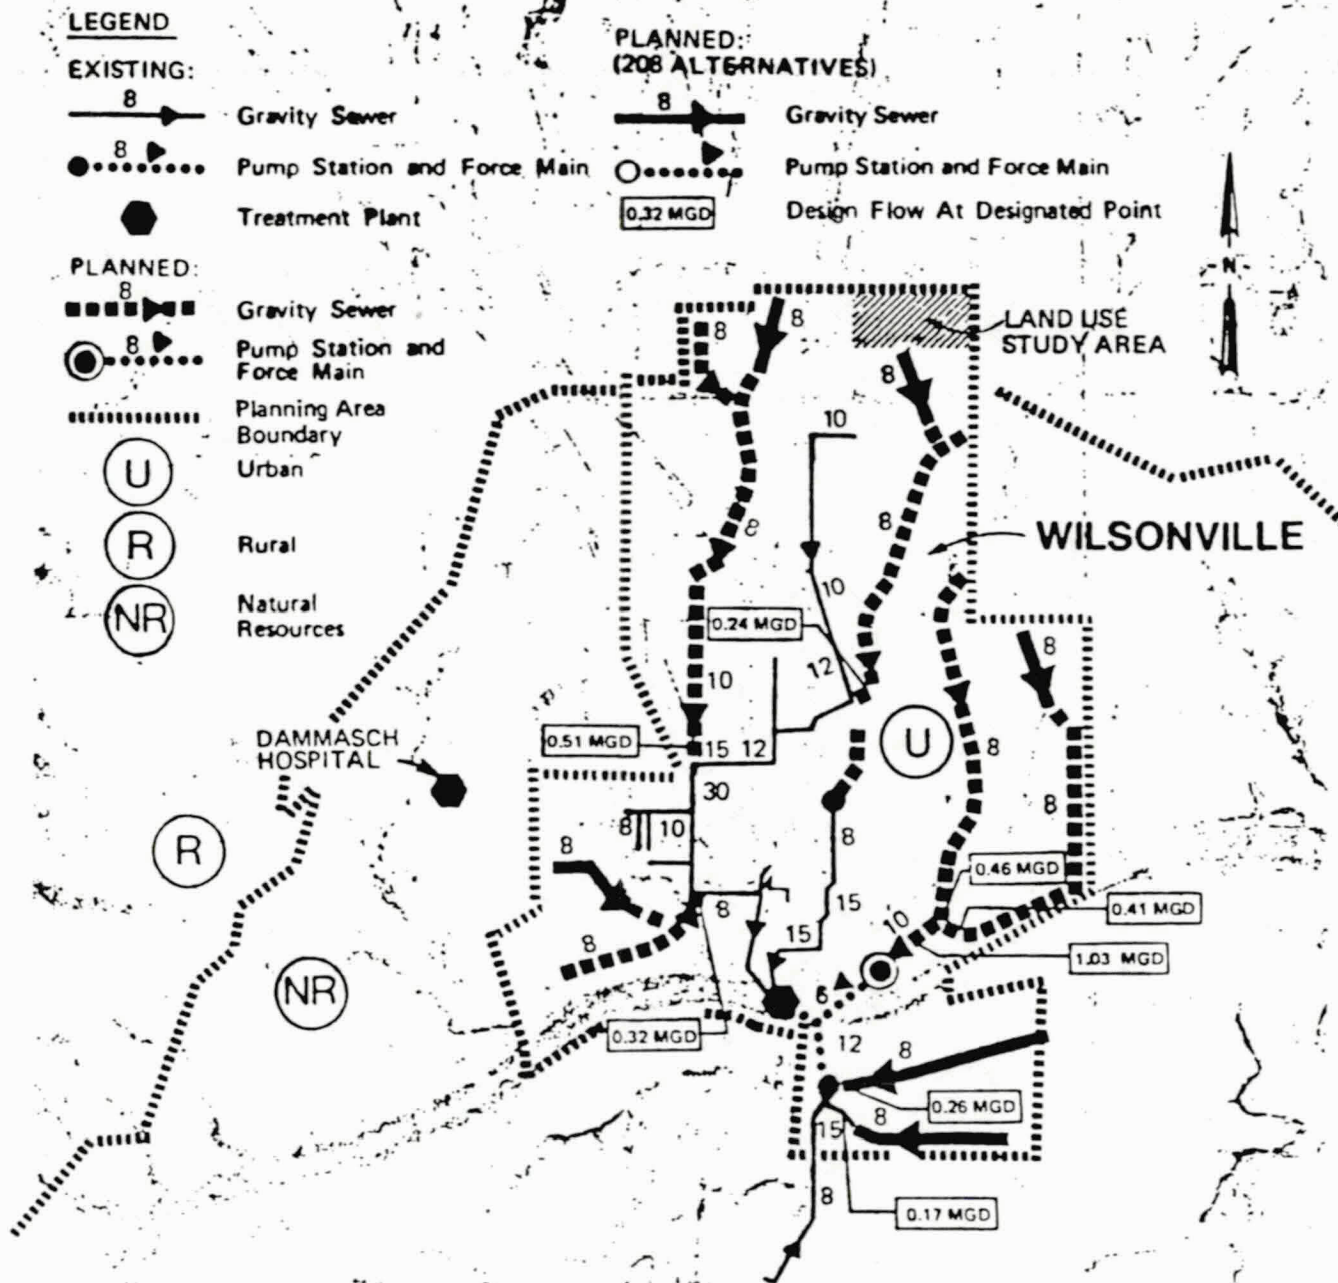 LEGEND
EXISTING:
8
Gravity Sewer
8
Pump Station and Force Main
Treatment Plant
PLANNED:
8
Gravity Sewer
8
Pump Station and
Force Main
Planning Area
Boundary
U
Urban
R
Rural
NR
Natural
Resources
PLANNED:
(208 ALTERNATIVES)
8
Gravity Sewer
Pump Station and Force Main
0.32 MGD
Design Flow At Designated Point
N
LAND USE
STUDY AREA
8
8
8
10
8
8
WILSONVILLE
10
0.24 MGD
8
12
10
U
0.51 MGD
15
12
8
DAMMASCH
HOSPITAL
30
8
R
8
10
8
8
0.46 MGD
8
15
0.41 MGD
10
8
15
1.03 MGD
NR
6
0.32 MGD
12
8
0.26 MGD
8
15
8
0.17 MGD